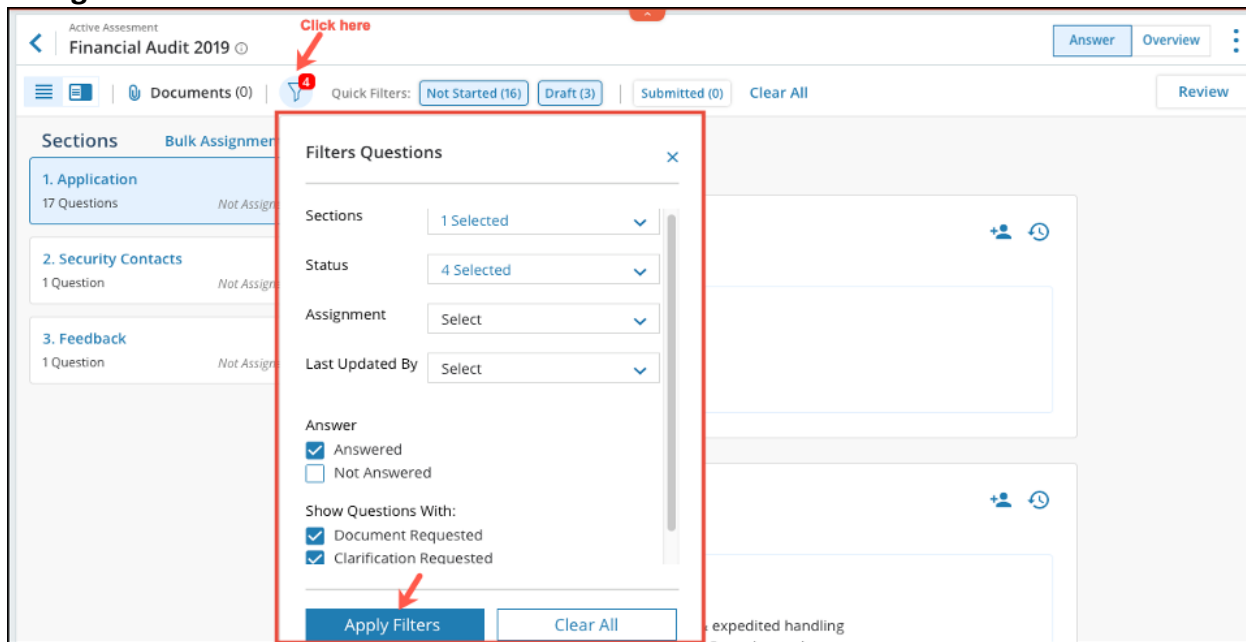 Active Assesment
Click here
Financial Audit 2019
Answer
Overview
Documents (0)
4
Quick Filters:
Not Started (16)
Draft (3)
Submitted (0)
Clear All
Review
Sections
Bulk Assignmen
1. Application
17 Questions
Not Assign
2. Security Contacts
1 Question
Not Assign
3. Feedback
1 Question
Not Assign
Filters Questions
Sections
1 Selected
Status
4 Selected
Assignment
Select
Last Updated By
Select
Answer
Answered
Not Answered
Show Questions With:
Document Requested
Clarification Requested
Apply Filters
Clear All
expedited handling